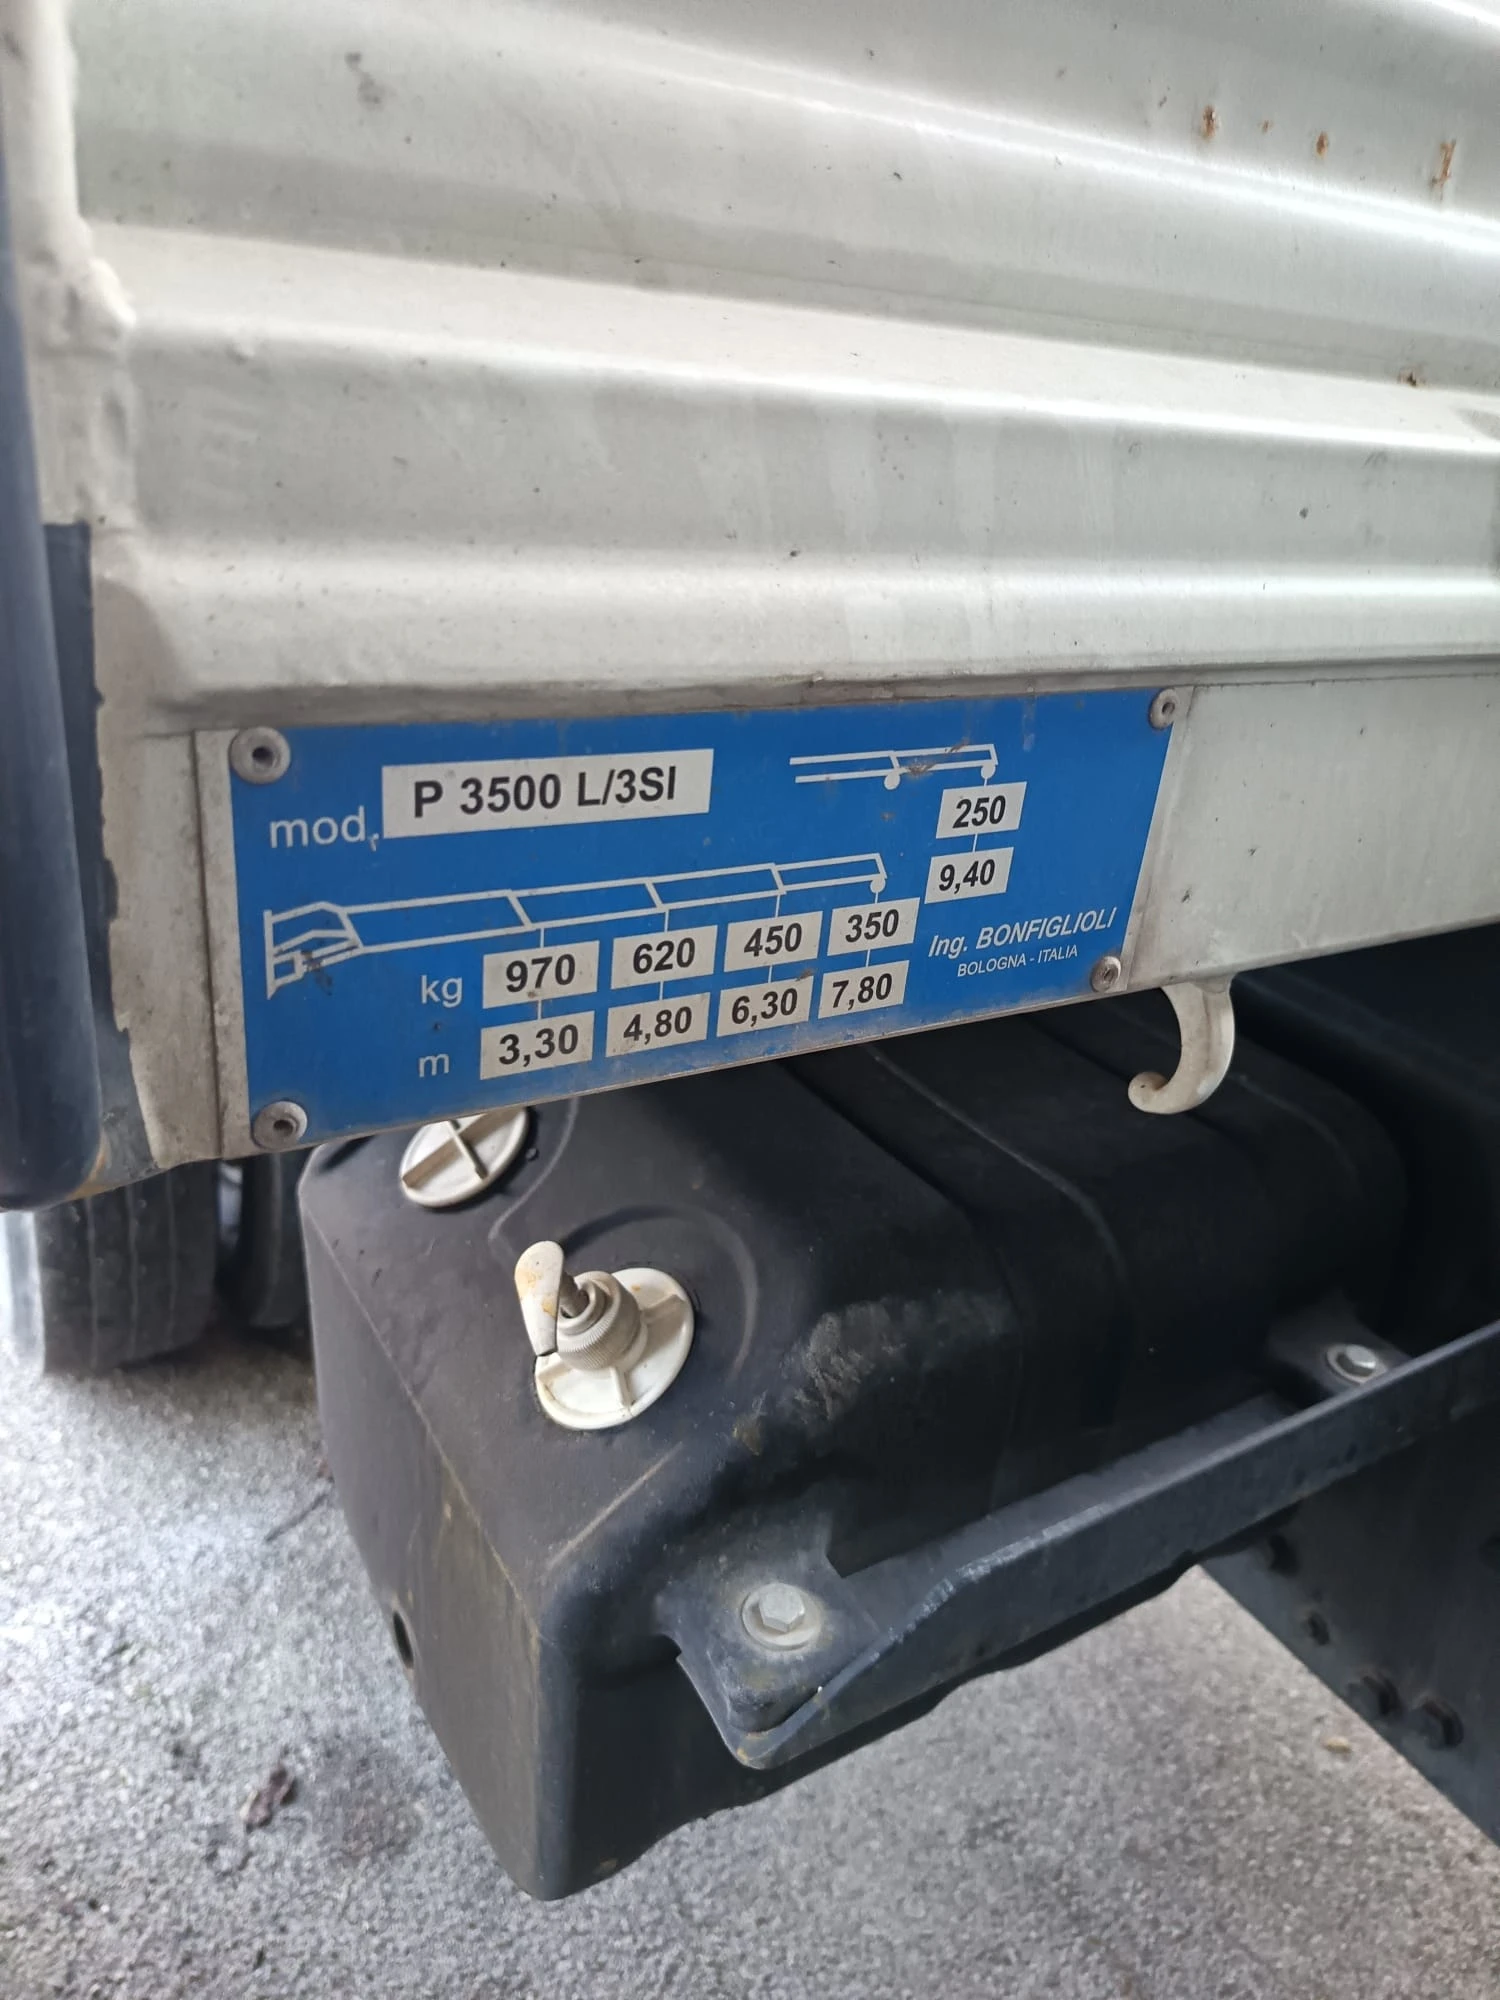 mod. P 3500 L/3SI
250
9,40
kg 970 620 450 350
m 3,30 4,80 6,30 7,80
Ing. BONFIGLIOLI
BOLOGNA - ITALIA